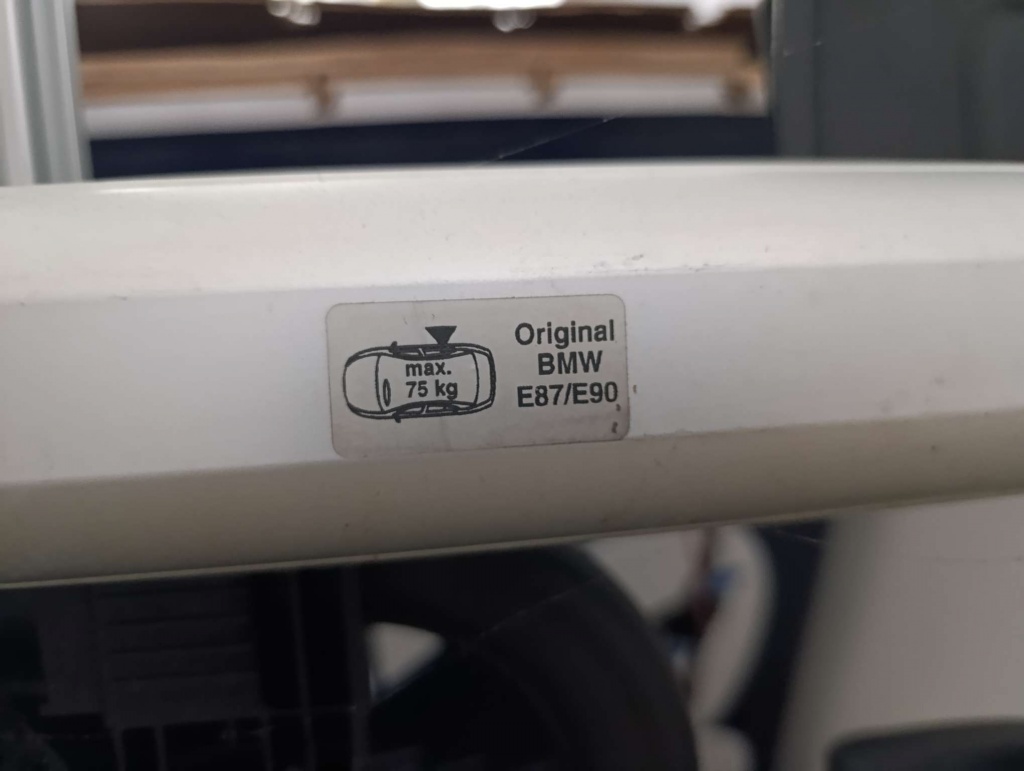 max.
75 kg
Original
BMW
E87/E90